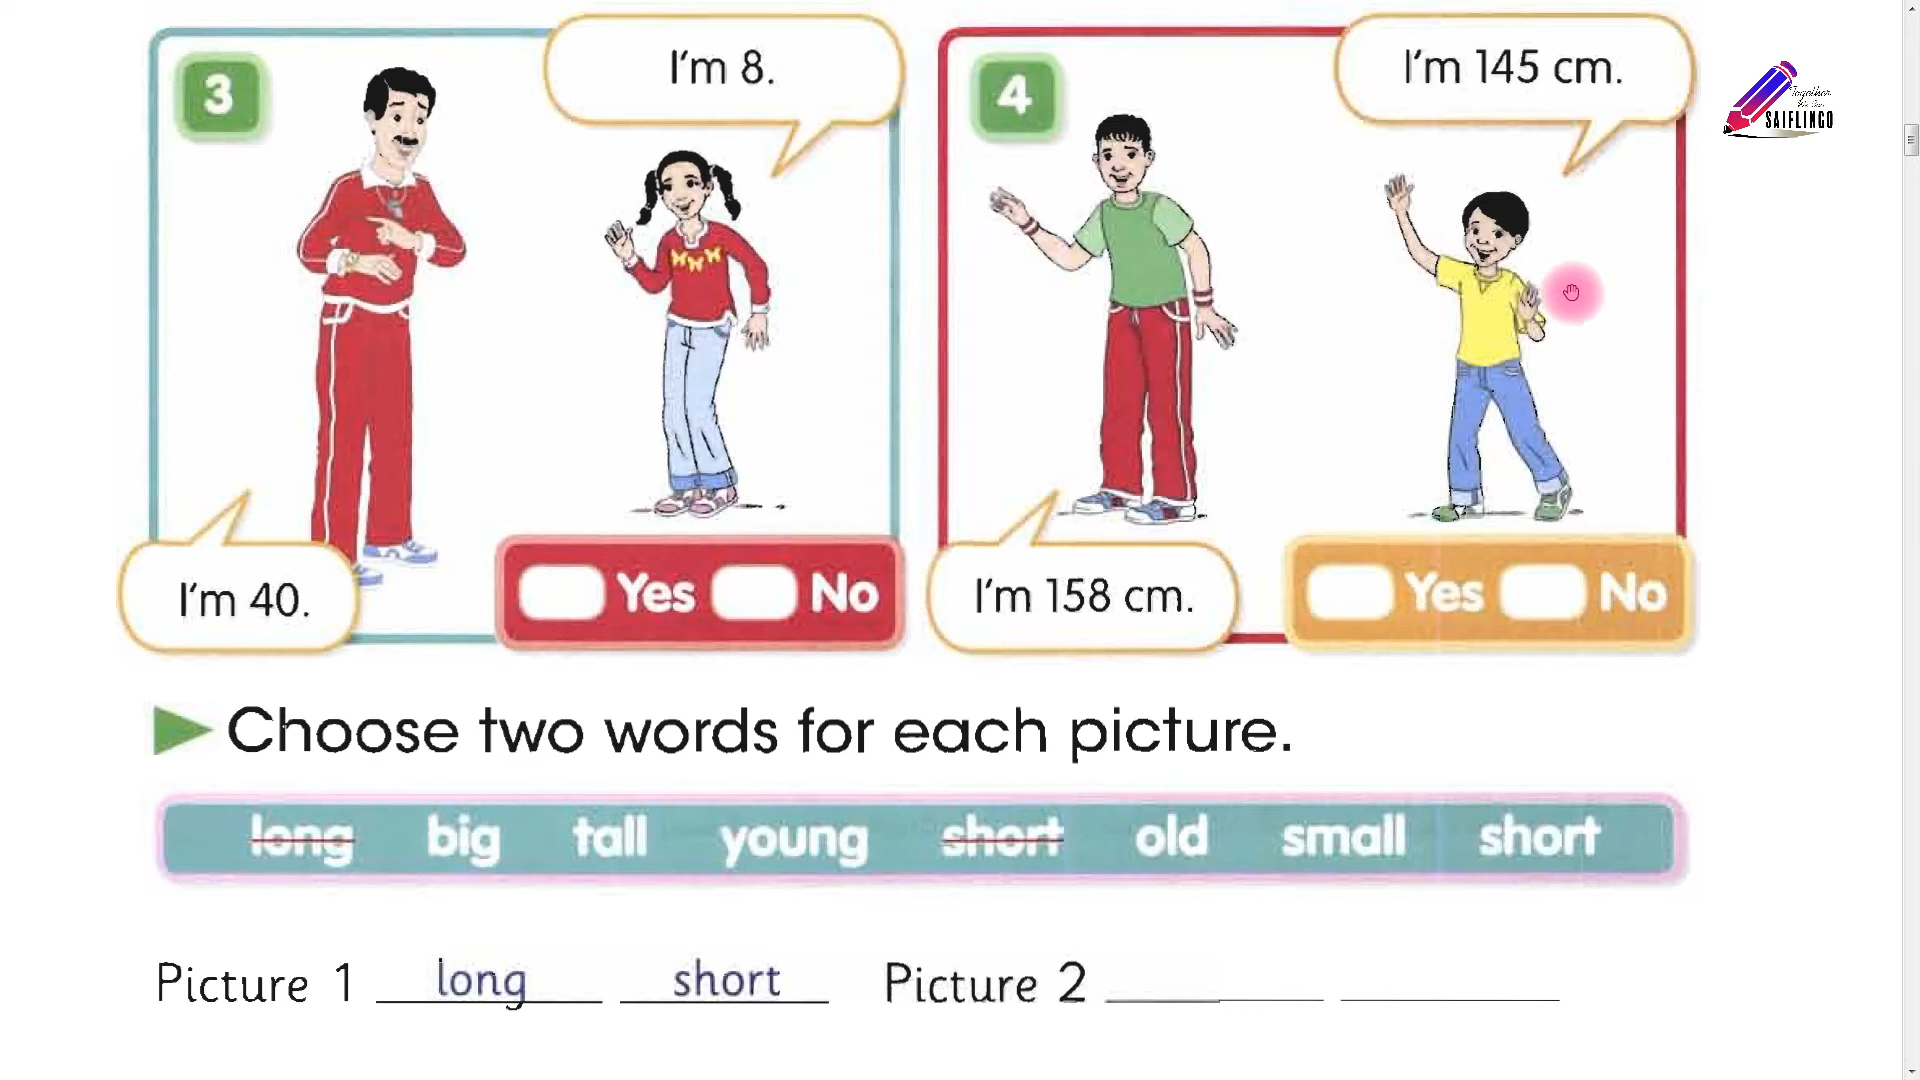 3
I'm 8.
I'm 40.
Yes No
4
I'm 145 cm.
I'm 158 cm.
Yes No
Together
SAIFLINGO
Choose two words for each picture.
long big tall young short old small short
Picture 1 long short Picture 2